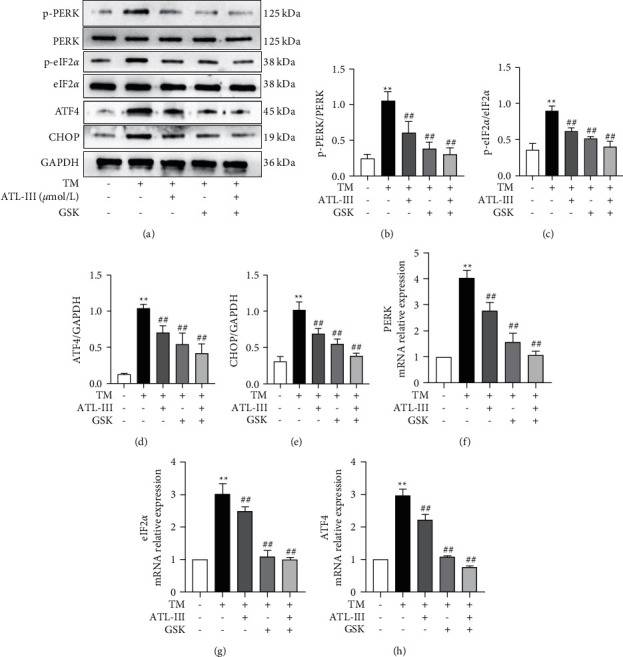 p-PERK 125 kDa
PERK 125 kDa
p-eIF2α 38 kDa
eIF2α 38 kDa
ATF4 45 kDa
CHOP 19 kDa
GAPDH 36 kDa
TM - + + + +
ATL-III (μmol/L) - - + - +
GSK - - - + +
(a)
p-PERK/PERK
1.5
1.0
0.5
0.0
** ## ## ##
TM - + + + +
ATL-III - - + - +
GSK - - - + +
(b)
p-eIF2α/eIF2α
1.5
1.0
0.5
0.0
** ## ## ##
TM - + + + +
ATL-III - - + - +
GSK - - - + +
(c)
ATF4/GAPDH
1.5
1.0
0.5
0.0
** ## ## ##
TM - + + + +
ATL-III - - + - +
GSK - - - + +
(d)
CHOP/GAPDH
1.5
1.0
0.5
0.0
** ## ## ##
TM - + + + +
ATL-III - - + - +
GSK - - - + +
(e)
PERK
mRNA relative expression
5
4
3
2
1
0
** ## ## ##
TM - + + + +
ATL-III - - + - +
GSK - - - + +
(f)
eIF2α
mRNA relative expression
4
3
2
1
0
** ## ## ##
TM - + + + +
ATL-III - - + - +
GSK - - - + +
(g)
ATF4
mRNA relative expression
4
3
2
1
0
** ## ## ##
TM - + + + +
ATL-III - - + - +
GSK - - - + +
(h)